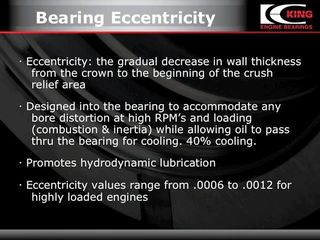 Bearing Eccentricity
KING
ENGINE BEARINGS
· Eccentricity: the gradual decrease in wall thickness
from the crown to the beginning of the crush
relief area
· Designed into the bearing to accommodate any
bore distortion at high RPM's and loading
(combustion & inertia) while allowing oil to pass
thru the bearing for cooling. 40% cooling.
· Promotes hydrodynamic lubrication
· Eccentricity values range from .0006 to .0012 for
highly loaded engines